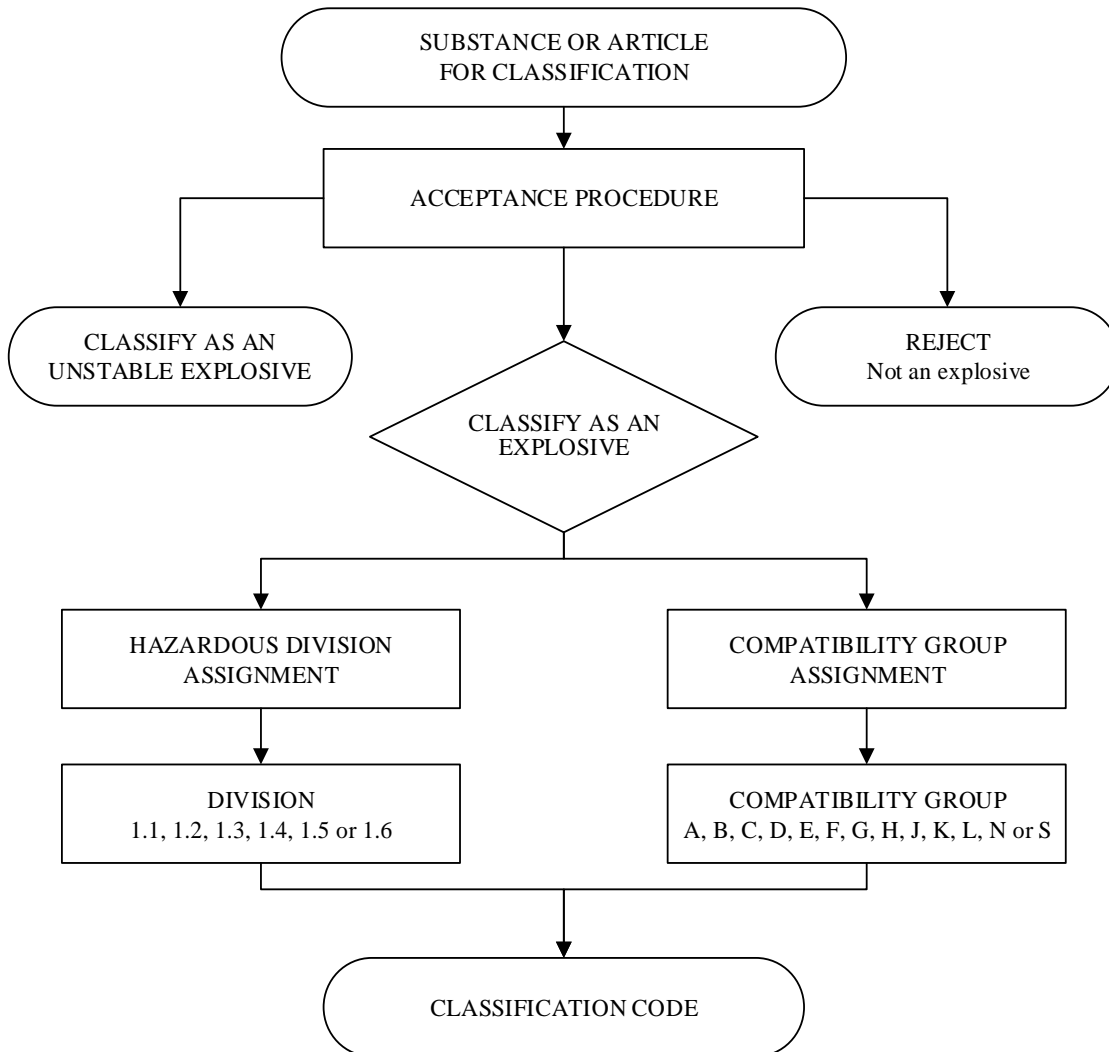 SUBSTANCE OR ARTICLE
FOR CLASSIFICATION
ACCEPTANCE PROCEDURE
CLASSIFY AS AN
UNSTABLE EXPLOSIVE
REJECT
Not an explosive
CLASSIFY AS AN
EXPLOSIVE
HAZARDOUS DIVISION
ASSIGNMENT
COMPATIBILITY GROUP
ASSIGNMENT
DIVISION
1.1, 1.2, 1.3, 1.4, 1.5 or 1.6
COMPATIBILITY GROUP
A, B, C, D, E, F, G, H, J, K, L, N or S
CLASSIFICATION CODE